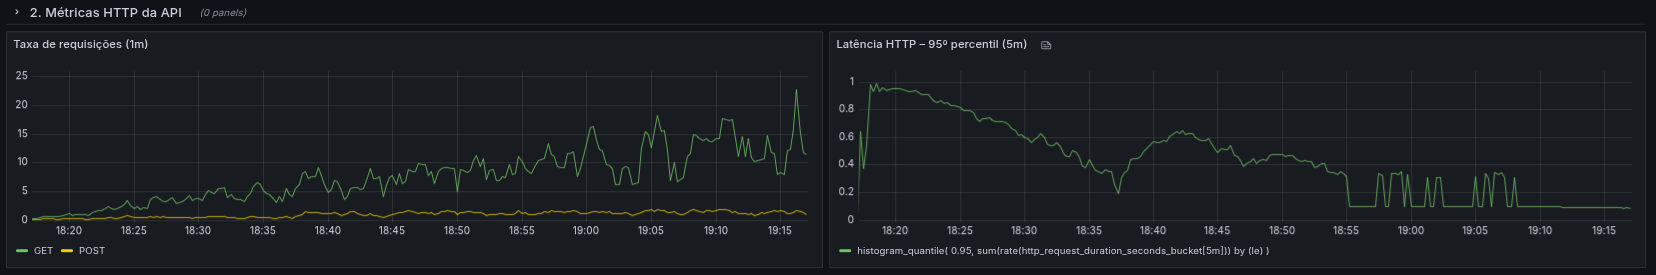 2. Métricas HTTP da API (0 panels)
Taxa de requisições (1m)
25
20
15
10
5
0
18:20 18:25 18:30 18:35 18:40 18:45 18:50 18:55 19:00 19:05 19:10 19:15
GET POST
Latência HTTP – 95º percentil (5m)
1
0.8
0.6
0.4
0.2
0
18:20 18:25 18:30 18:35 18:40 18:45 18:50 18:55 19:00 19:05 19:10 19:15
histogram_quantile( 0.95, sum(rate(http_request_duration_seconds_bucket[5m])) by (le) )